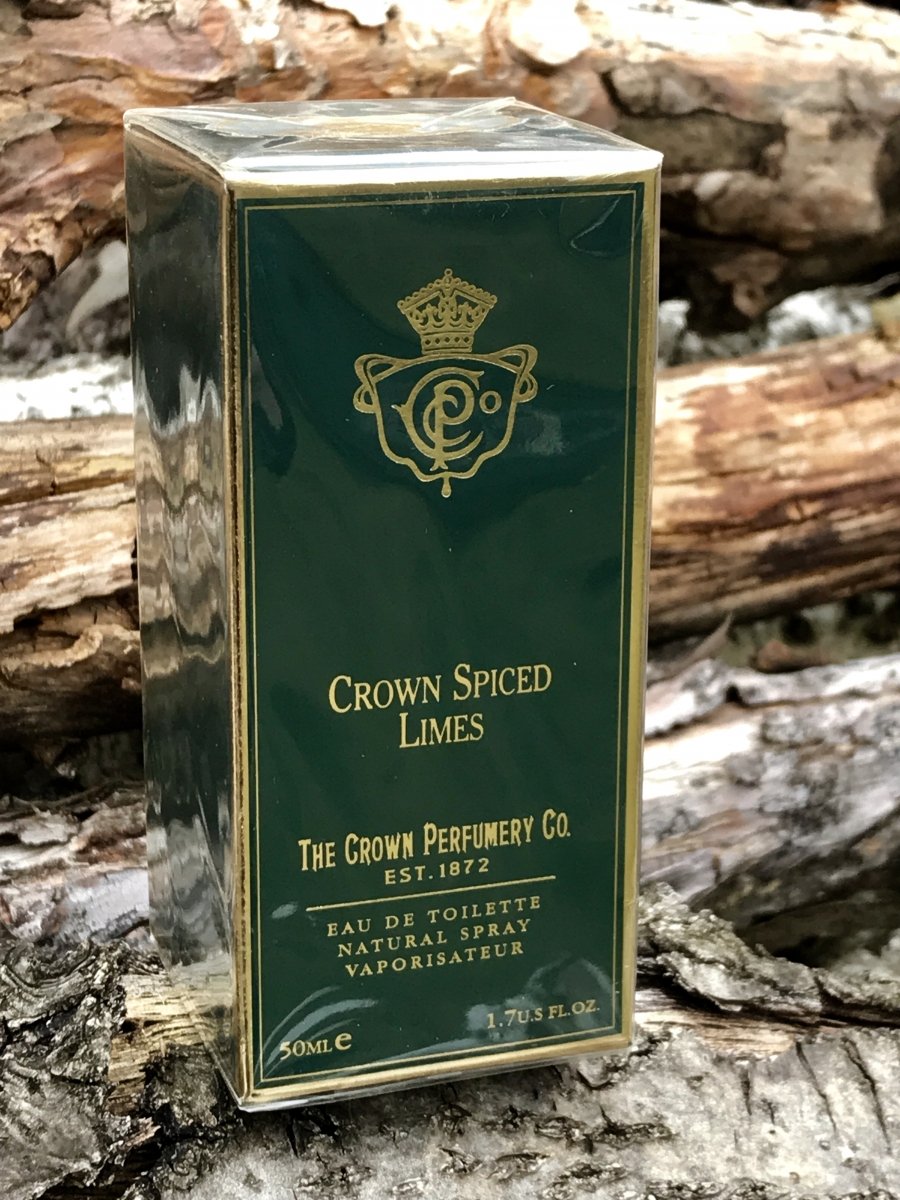 CPCo
CROWN SPICED
LIMES
THE CROWN PERFUMERY CO.
EST. 1872
EAU DE TOILETTE
NATURAL SPRAY
VAPORISATEUR
50ML e
1.7 U.S FL.OZ.